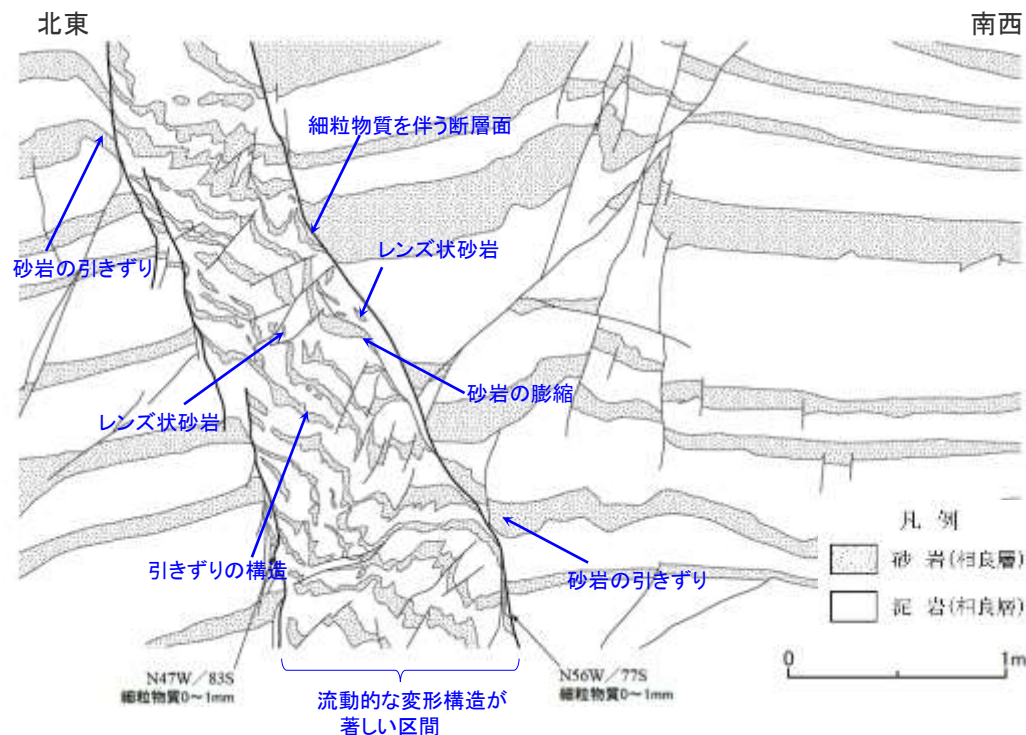 北東
南西
細粒物質を伴う断層面
レンズ状砂岩
砂岩の引きずり
砂岩の膨縮
レンズ状砂岩
引きずりの構造
砂岩の引きずり
凡 例
砂 岩(相良層)
泥 岩(相良層)
0
1m
N47W/83S
細粒物質0～1mm
N56W/77S
細粒物質0～1mm
流動的な変形構造が
著しい区間